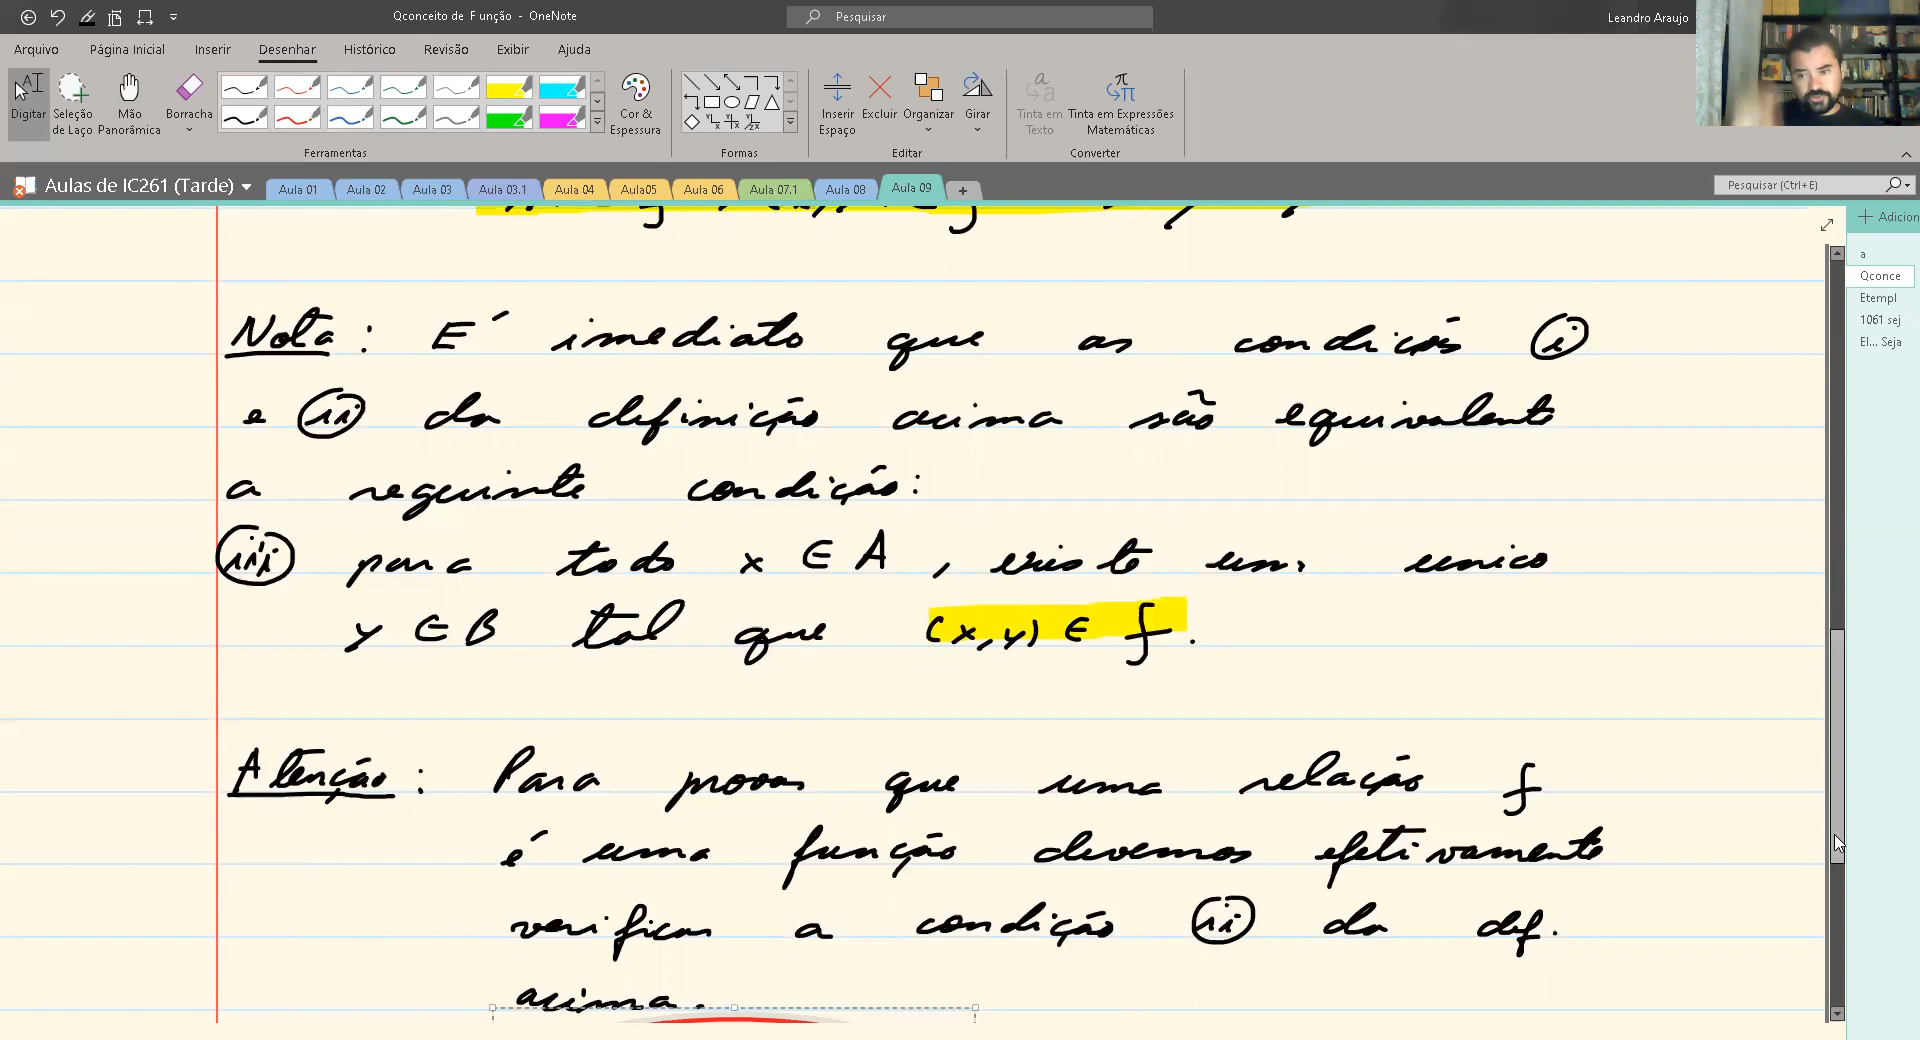 Qconceito de F unção - OneNote
Pesquisar
Leandro Araujo
Arquivo Página Inicial Inserir Desenhar Histórico Revisão Exibir Ajuda
Digitar
Seleção de Laço
Mão Panorâmica
Borracha
Cor & Espessura
Inserir Espaço
Excluir
Organizar
Girar
Tinta em Texto
Tinta em Expressões Matemáticas
Ferramentas Formas Editar Converter
Aulas de IC261 (Tarde) Aula 01 Aula 02 Aula 03 Aula 03.1 Aula 04 Aula05 Aula 06 Aula 07.1 Aula 08 Aula 09
Pesquisar (Ctrl+E)
Adicion
a
Qconce
Etempl
1061 sej
El... Seja
Nota: É imediato que as condições (i)
e (ii) da definição acima são equivalente
a seguinte condição:
(iii) para todo x ∈ A, existe um unico
y ∈ B tal que (x,y) ∈ f.
Atenção: Para provar que uma relação f
é uma função devemos efetivamente
verificar a condição (ii) da def.
acima.